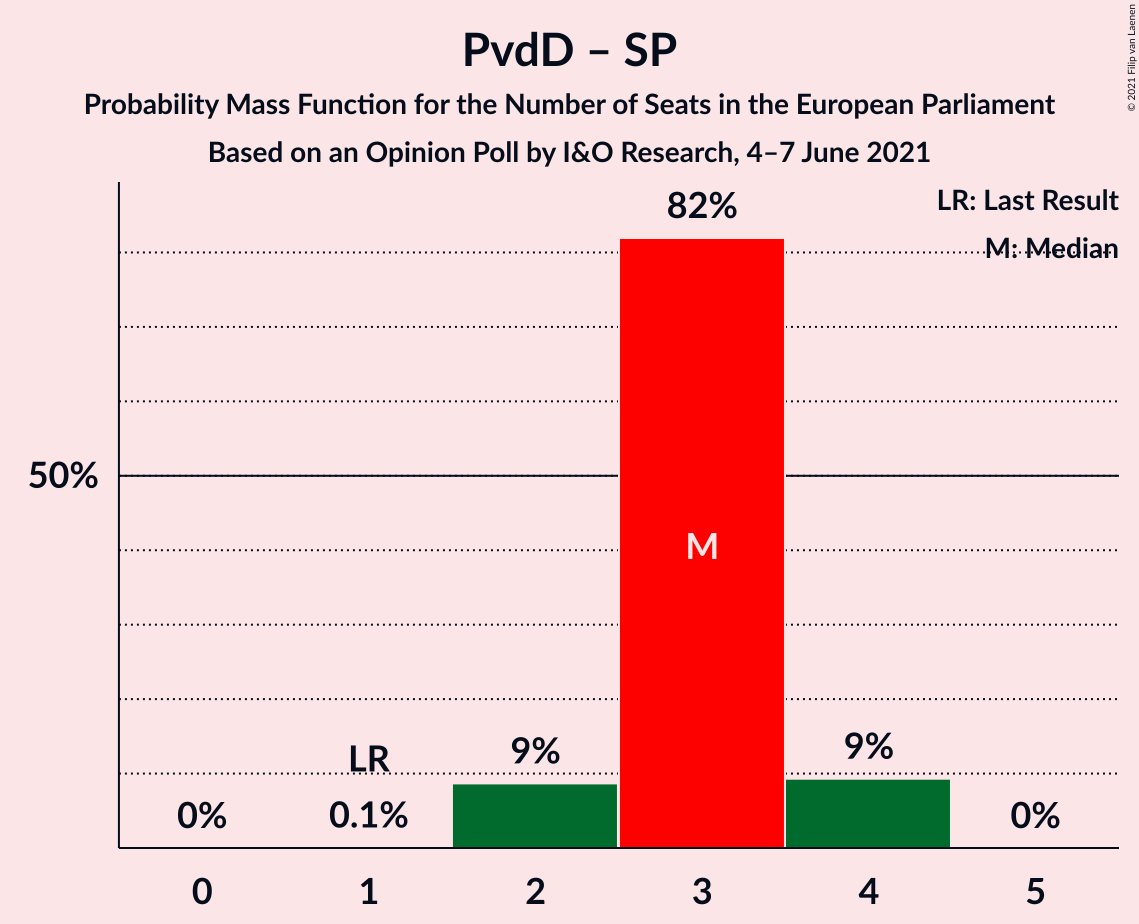 PvdD – SP
Probability Mass Function for the Number of Seats in the European Parliament
Based on an Opinion Poll by I&O Research, 4–7 June 2021
© 2021 Filip van Laenen
LR: Last Result
M: Median
82%
50%
M
LR
9%
9%
0%
0.1%
0%
0
1
2
3
4
5